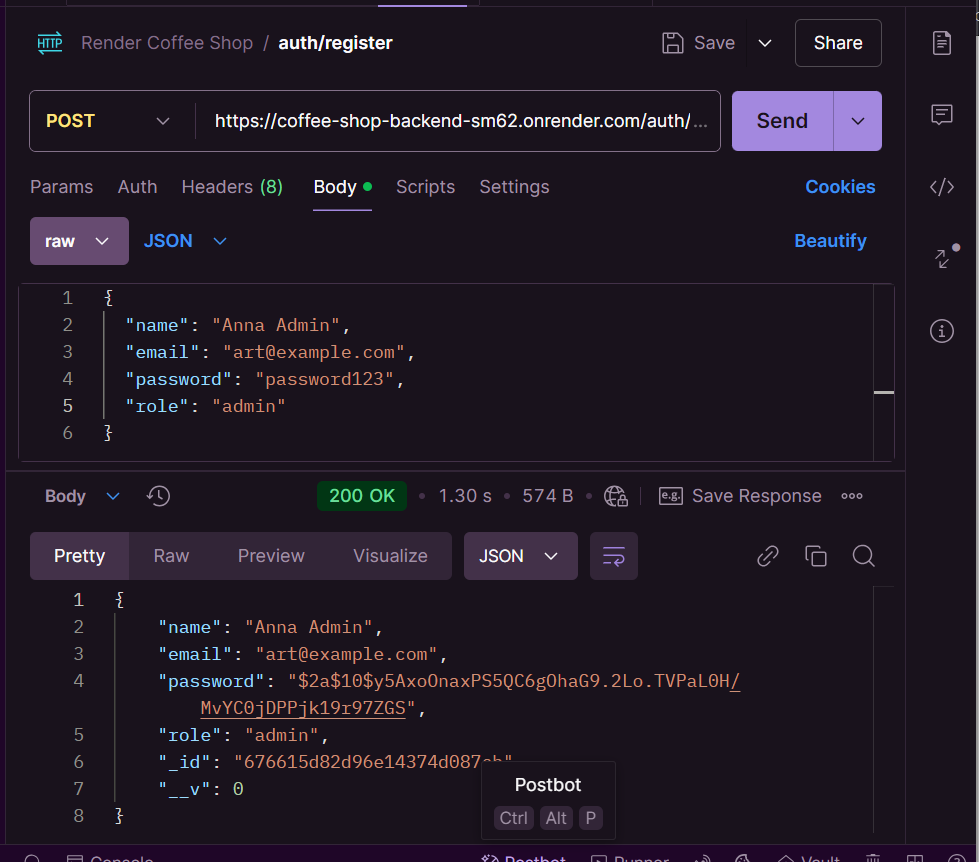 HTTP Render Coffee Shop / auth/register Save Share
POST https://coffee-shop-backend-sm62.onrender.com/auth/... Send
Params Auth Headers (8) Body Scripts Settings Cookies
raw JSON Beautify
1 {
2 "name": "Anna Admin",
3 "email": "art@example.com",
4 "password": "password123",
5 "role": "admin"
6 }
Body 200 OK • 1.30 s • 574 B • e.g. Save Response
Pretty Raw Preview Visualize JSON
1 {
2 "name": "Anna Admin",
3 "email": "art@example.com",
4 "password": "$2a$10$y5AxoOnaxPS5QC6gOhaG9.2Lo.TVPaL0H/
MvYC0jDPPjk19r97ZGS",
5 "role": "admin",
6 "_id": "676615d82d96e14374d087
7 "__v": 0
8 }
Postbot
Ctrl Alt P
Console Postbot Runner Vault